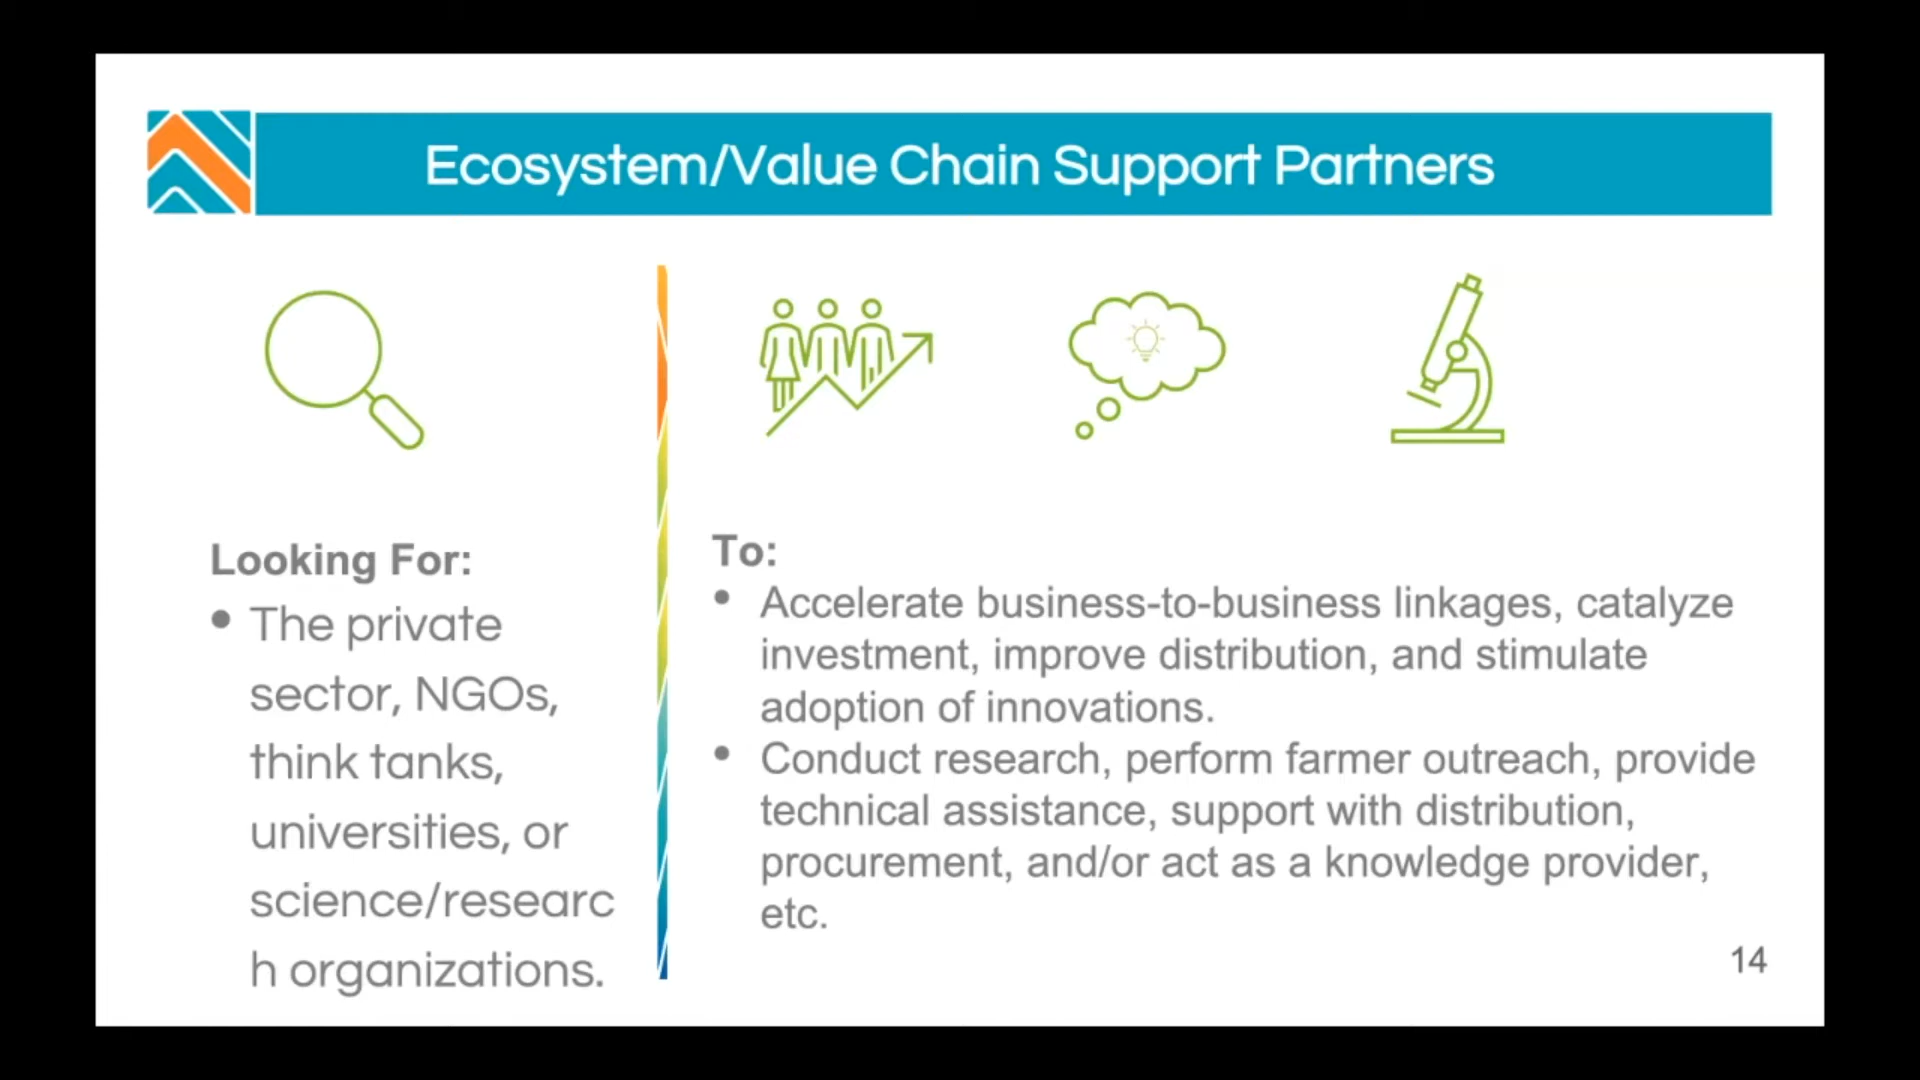 Ecosystem/Value Chain Support Partners
Looking For:
• The private
sector, NGOs,
think tanks,
universities, or
science/researc
h organizations.
To:
• Accelerate business-to-business linkages, catalyze
investment, improve distribution, and stimulate
adoption of innovations.
• Conduct research, perform farmer outreach, provide
technical assistance, support with distribution,
procurement, and/or act as a knowledge provider,
etc.
14